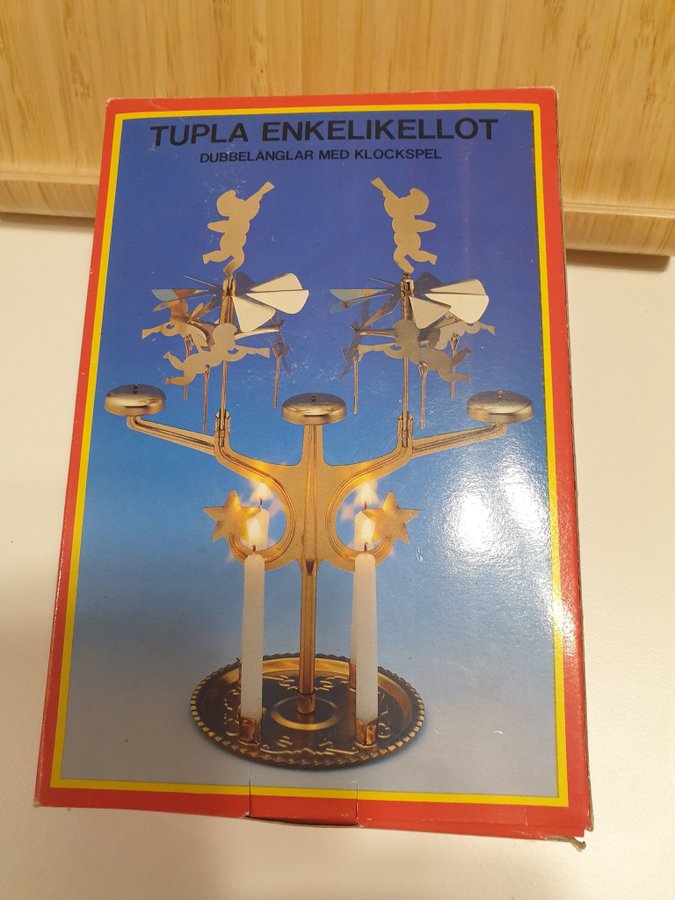 TUPLA ENKELIKELLOT
DUBBELÄNGLAR MED KLOCKSPEL